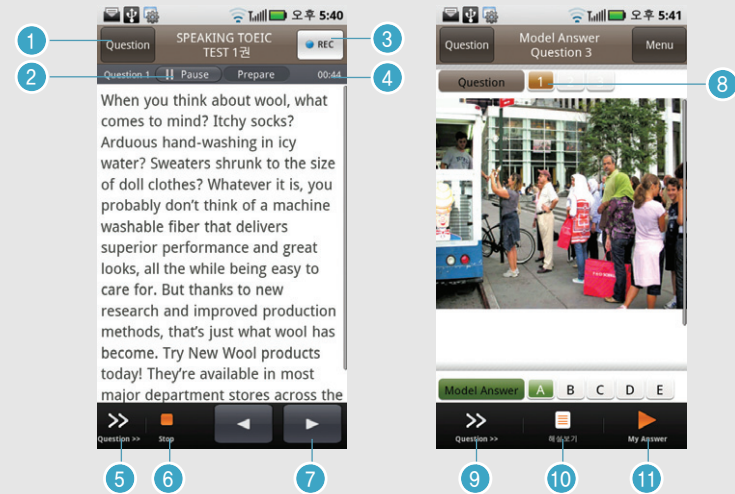 오후 5:40
Question
SPEAKING TOEIC
TEST 1권
REC
Question 1
Pause
Prepare
00:44
When you think about wool, what
comes to mind? Itchy socks?
Arduous hand-washing in icy
water? Sweaters shrunk to the size
of doll clothes? Whatever it is, you
probably don't think of a machine
washable fiber that delivers
superior performance and great
looks, all the while being easy to
care for. But thanks to new
research and improved production
methods, that's just what wool has
become. Try New Wool products
today! They're available in most
major department stores across the
Question >>
Stop
1
2
3
4
5
6
7
오후 5:41
Question
Model Answer
Question 3
Menu
Question
1
2
3
Model Answer
A
B
C
D
E
Question >>
해설보기
My Answer
8
9
10
11